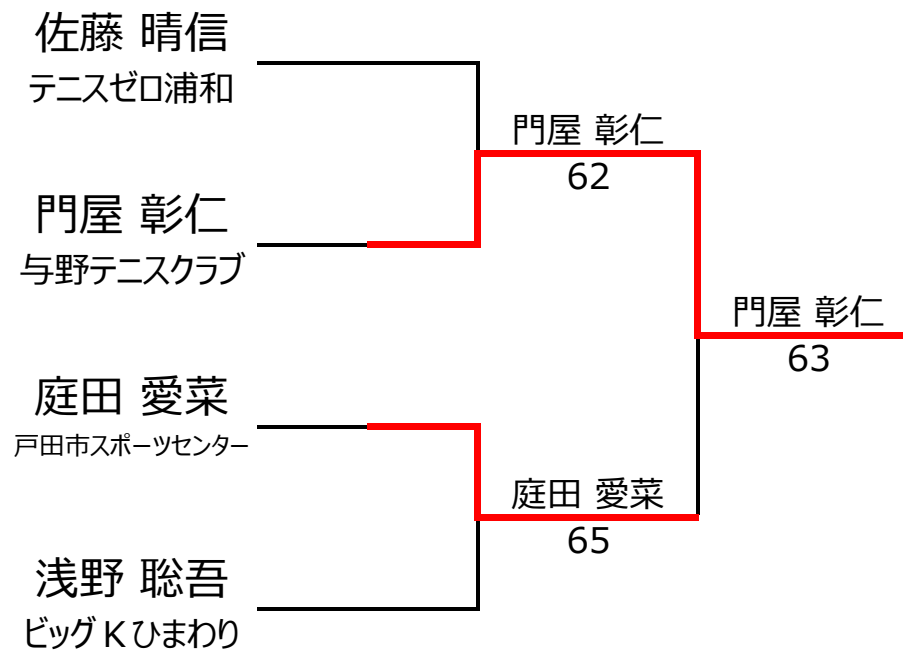 佐藤 晴信
テニスゼロ浦和
門屋 彰仁
62
門屋 彰仁
与野テニスクラブ
門屋 彰仁
63
庭田 愛菜
戸田市スポーツセンター
庭田 愛菜
65
浅野 聡吾
ビッグKひまわり